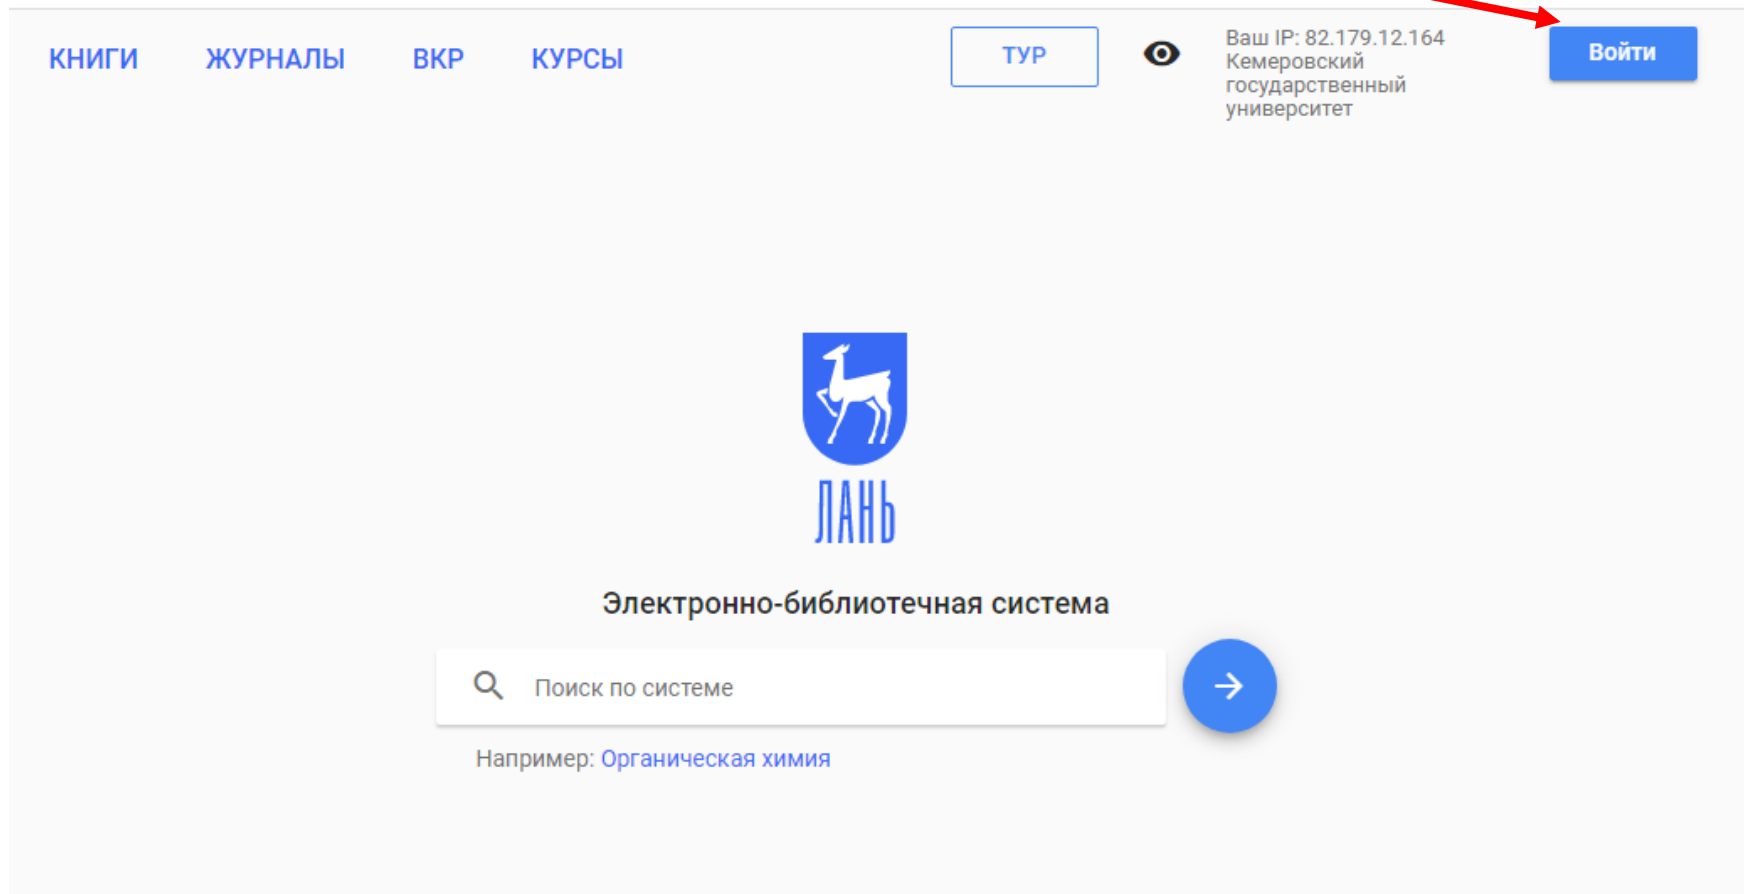 КНИГИ ЖУРНАЛЫ ВКР КУРСЫ ТУР Ваш IP: 82.179.12.164 Войти
Кемеровский
государственный
университет
ЛАНЬ
Электронно-библиотечная система
Поиск по системе
Например: Органическая химия